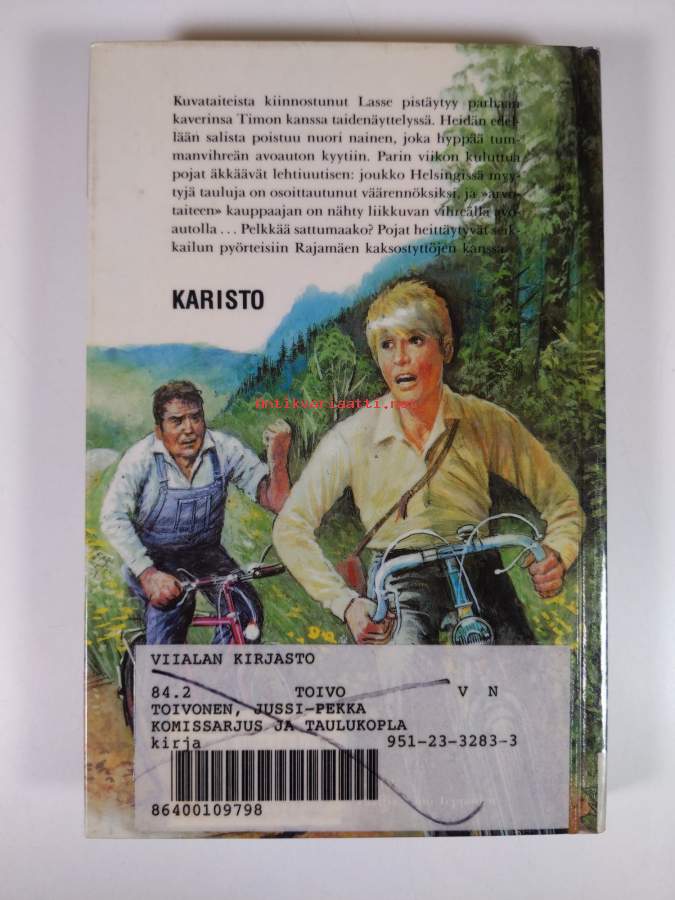 Kuvataiteista kiinnostunut Lasse pistäytyy parhaan
kaverinsa Timon kanssa taidenäyttelyssä. Heidän edel-
lään salista poistuu nuori nainen, joka hyppää tum-
manvihreän avoauton kyytiin. Parin viikon kuluttua
pojat äkkäävät lehtiuutisen: joukko Helsingissä myy-
tyjä tauluja on osoittautunut väärennöksiksi, ja »arvo-
taiteen» kauppaajan on nähty liikkuvan vihreällä avo-
autolla ... Pelkkää sattumaako? Pojat heittäytyvät seik-
kailun pyörteisiin Rajamäen kaksostyttöjen kanssa ...
KARISTO
antikvariaatti.net
VIIALAN KIRJASTO
84.2 TOIVO V N
TOIVONEN, JUSSI-PEKKA
KOMISSARJUS JA TAULUKOPLA
kirja 951-23-3283-3
86400109798